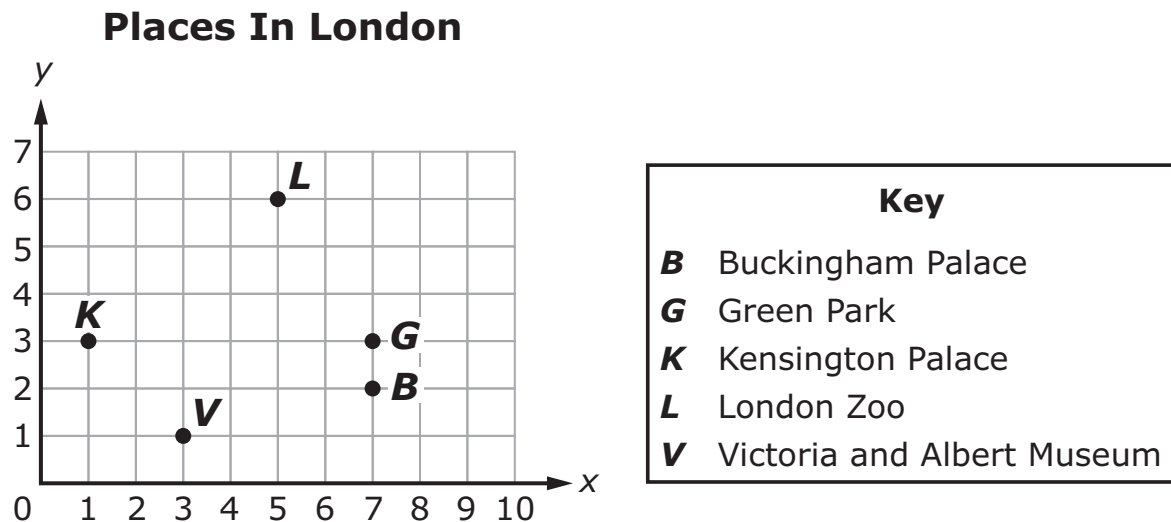 Places In London
y
7
6
5
4
3
2
1
0 1 2 3 4 5 6 7 8 9 10
x
L
K
G
B
V
Key
B Buckingham Palace
G Green Park
K Kensington Palace
L London Zoo
V Victoria and Albert Museum